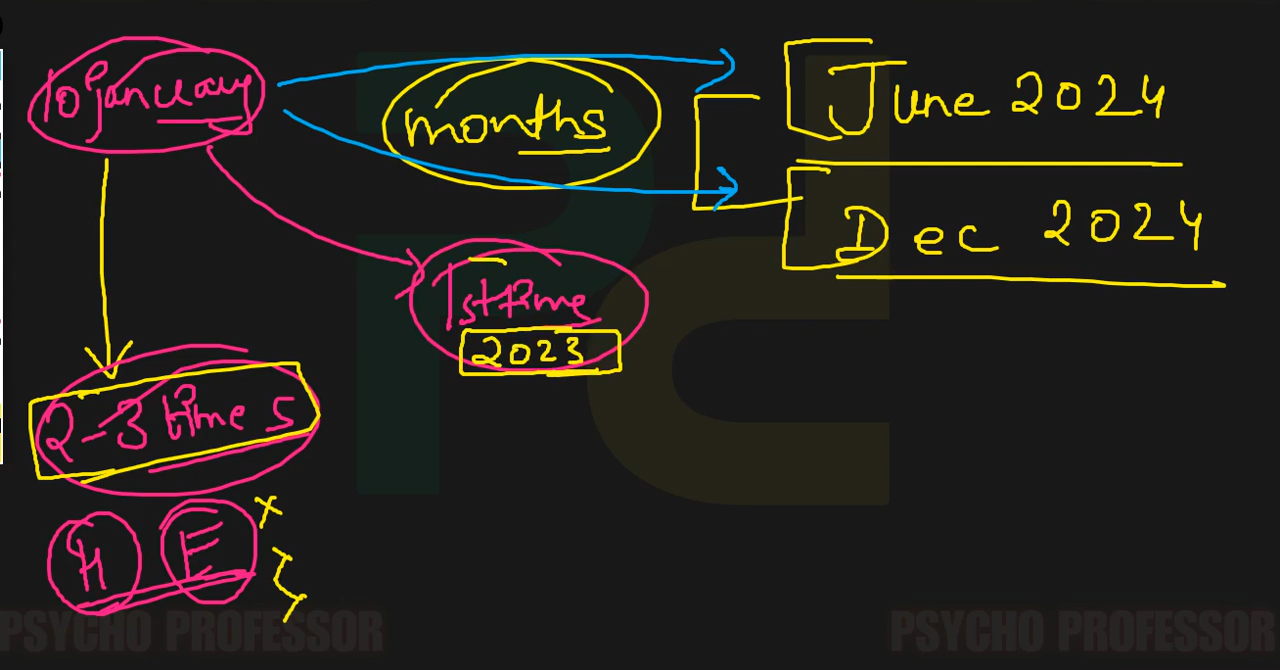 10 january
months
June 2024
Dec 2024
1st time
2023
2-3 times
H E
PSYCHO PROFESSOR
PSYCHO PROFESSOR